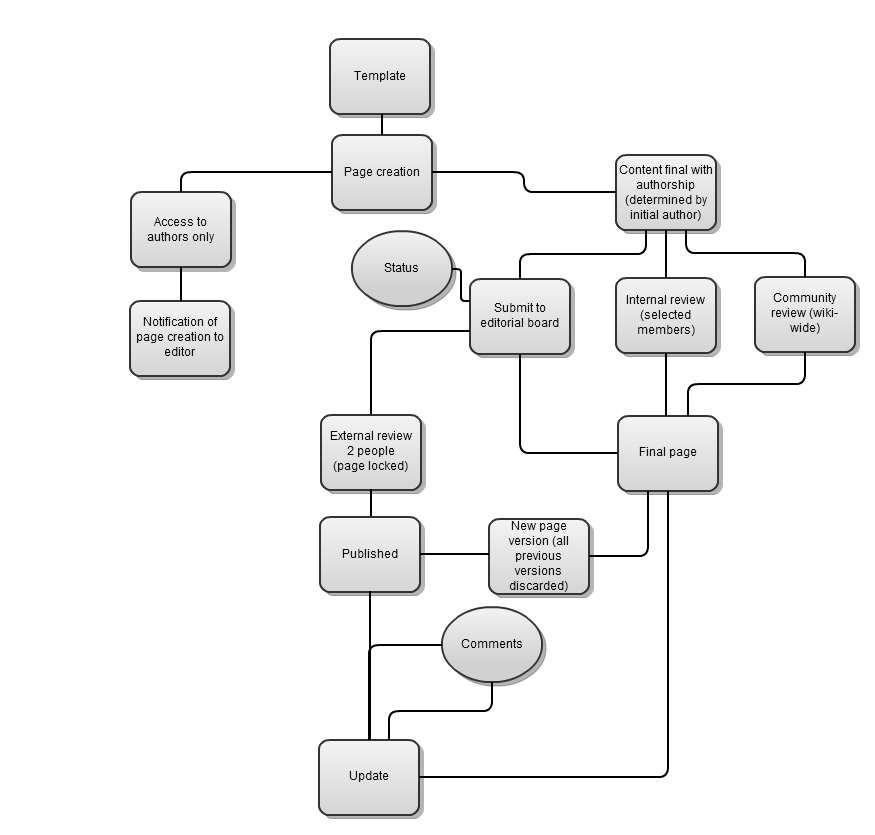 Template
Page creation
Content final with
authorship
(determined by
initial author)
Access to
authors only
Status
Submit to
editorial board
Internal review
(selected
members)
Community
review (wiki-
wide)
Notification of
page creation to
editor
External review
2 people
(page locked)
Final page
Published
New page
version (all
previous
versions
discarded)
Comments
Update